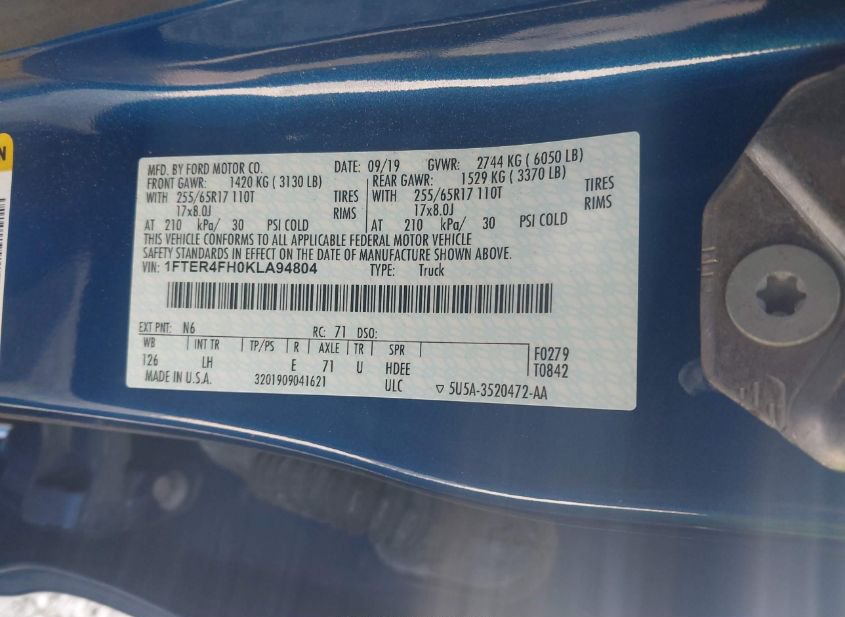 N
MFD. BY FORD MOTOR CO. DATE: 09/19 GVWR: 2744 KG ( 6050 LB)
FRONT GAWR: 1420 KG ( 3130 LB) REAR GAWR: 1529 KG ( 3370 LB)
WITH 255/65R17 110T TIRES WITH 255/65R17 110T TIRES
17x8.0J RIMS 17x8.0J RIMS
AT 210 kPa/ 30 PSI COLD AT 210 kPa/ 30 PSI COLD
THIS VEHICLE CONFORMS TO ALL APPLICABLE FEDERAL MOTOR VEHICLE
SAFETY STANDARDS IN EFFECT ON THE DATE OF MANUFACTURE SHOWN ABOVE.
VIN: 1FTER4FH0KLA94804 TYPE: Truck
EXT PNT: N6 RC: 71 DSO:
WB INT TR TP/PS R AXLE TR SPR F0279
126 LH E 71 U HDEE T0842
MADE IN U.S.A. 3201909041621 ULC ▽ 5U5A-3520472-AA